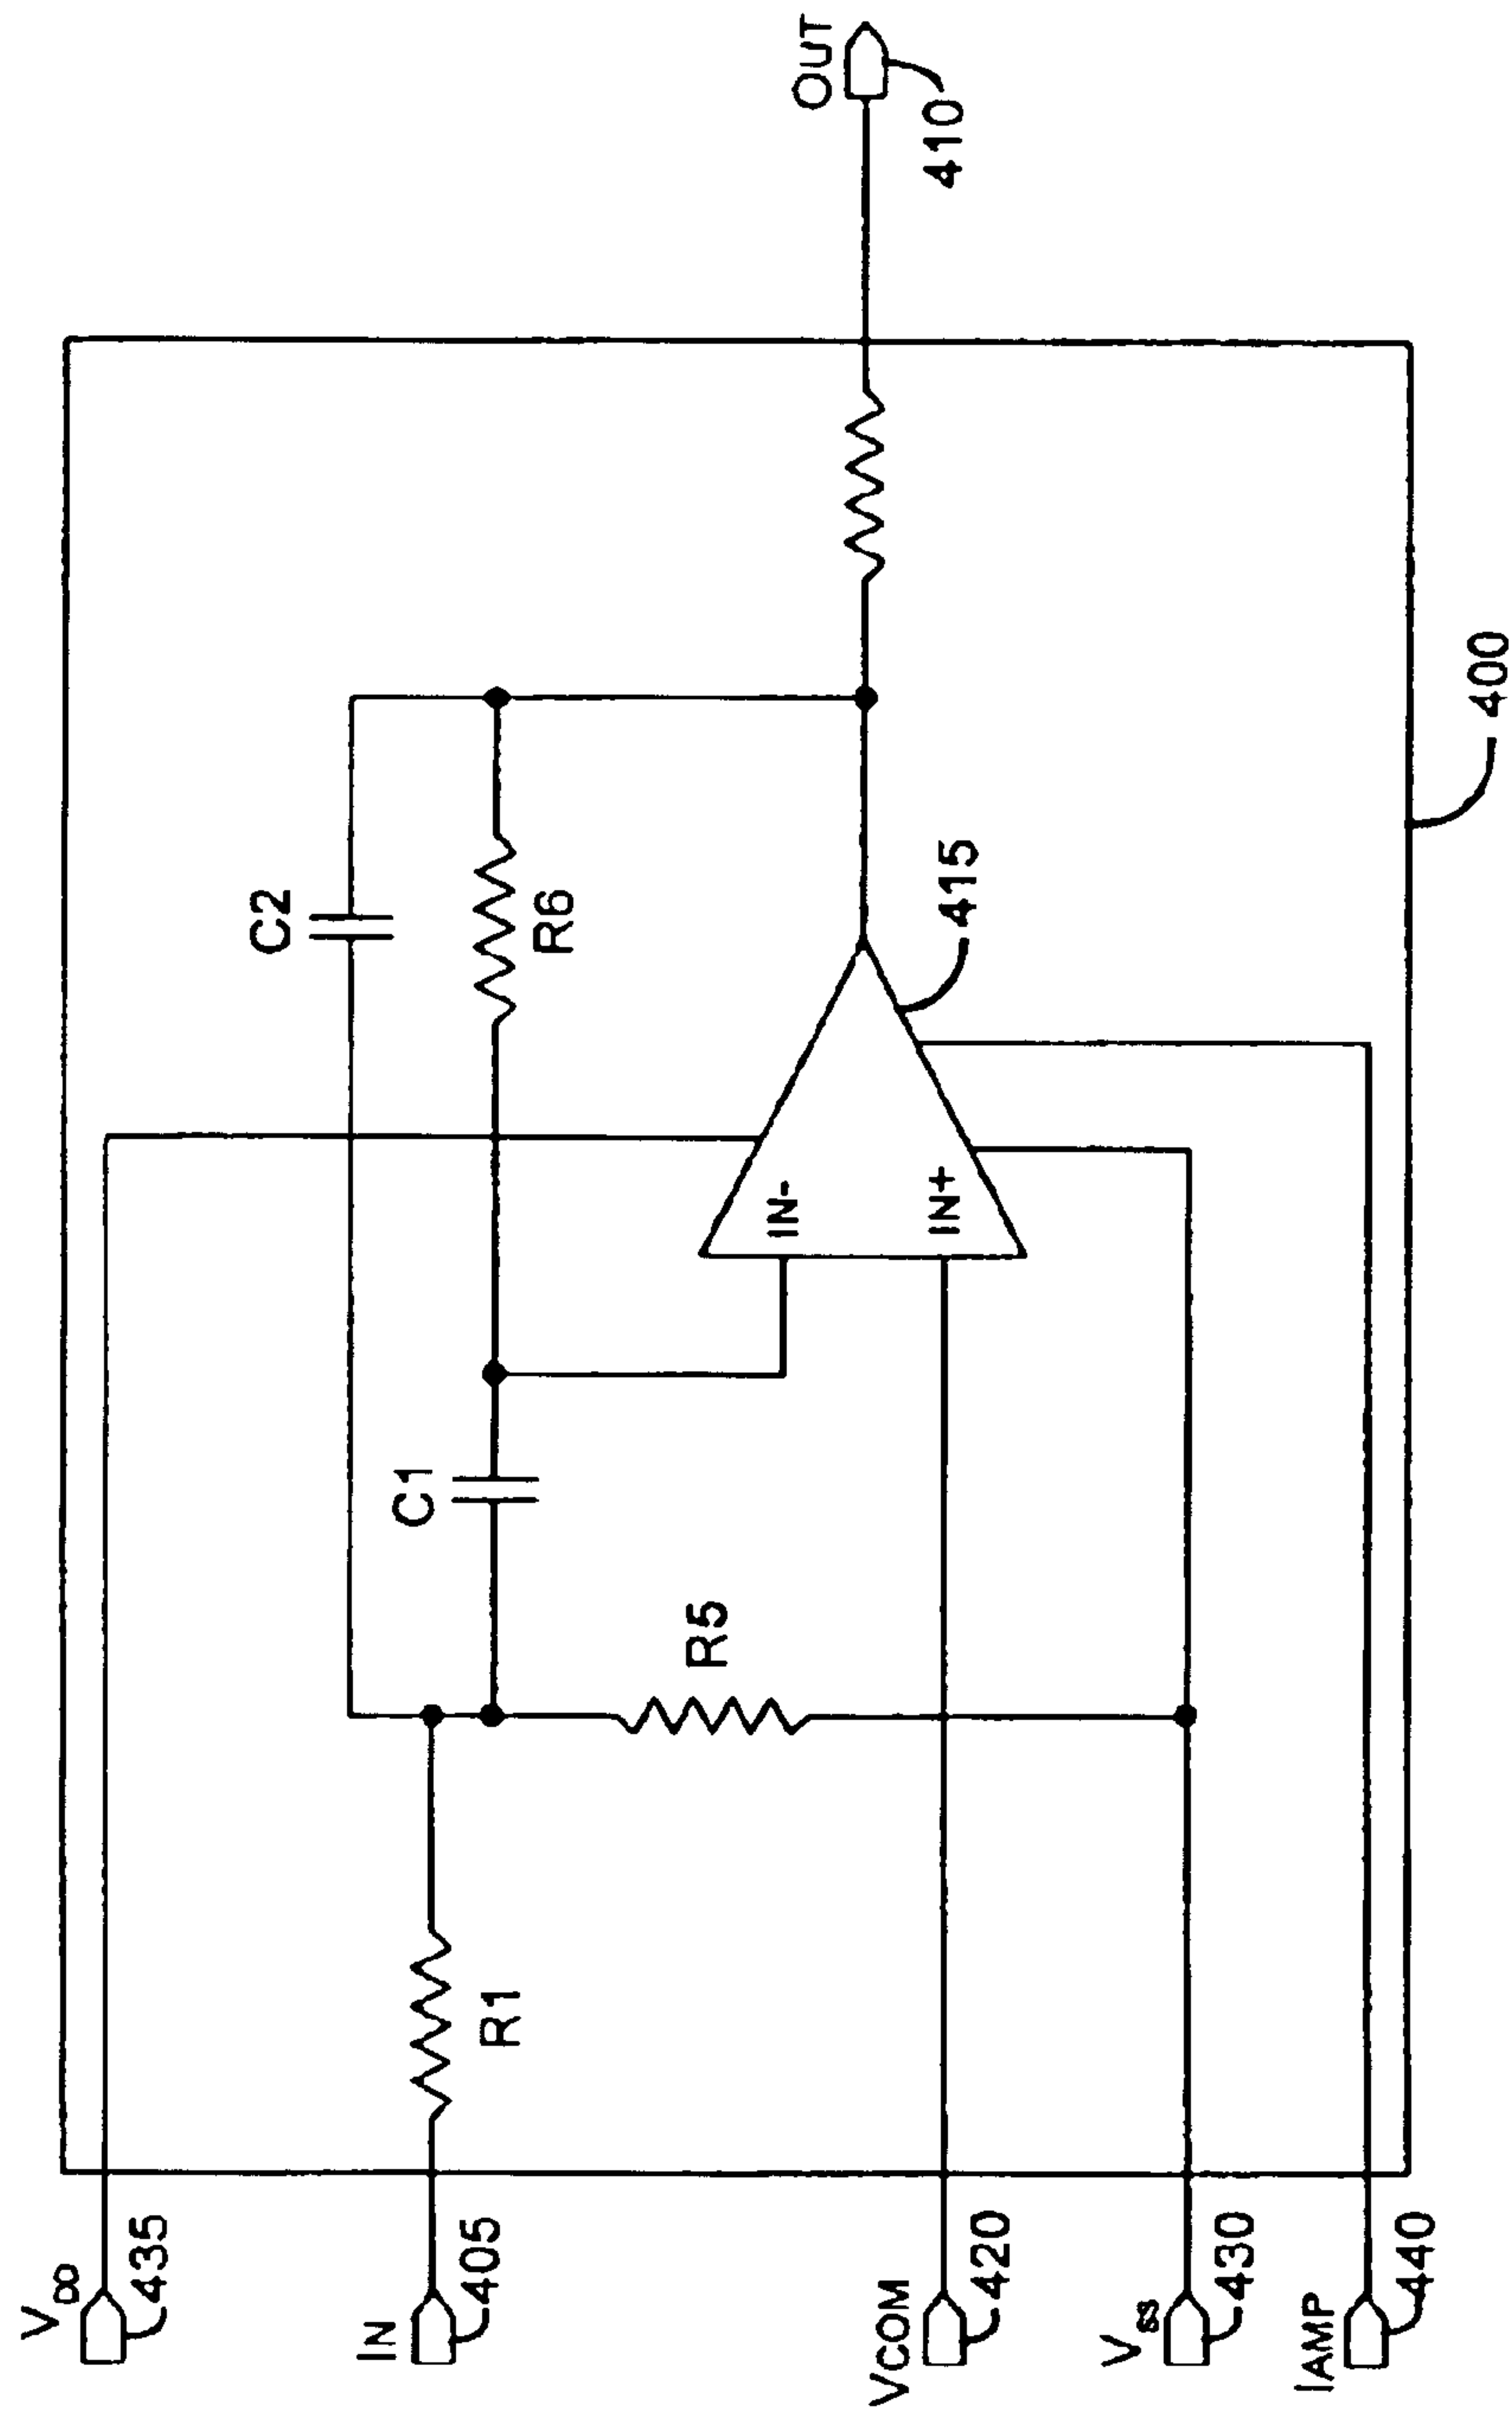 OUT
410
C2
R6
415
C1
IN-
IN+
R5
R1
400
VDD
435
IN
405
VCOM
420
VSS
430
IAMP
440